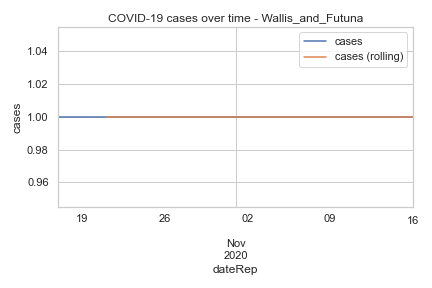 COVID-19 cases over time - Wallis_and_Futuna
cases
cases (rolling)
1.04
1.02
1.00
0.98
0.96
cases
19
26
02
09
16
Nov
2020
dateRep